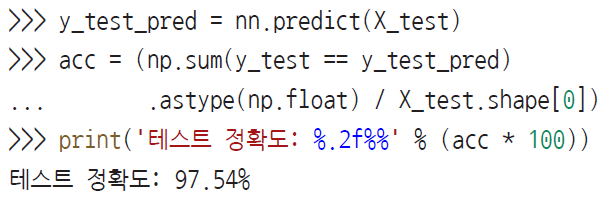 >>> y_test_pred = nn.predict(X_test)
>>> acc = (np.sum(y_test == y_test_pred)
...        .astype(np.float) / X_test.shape[0])
>>> print('테스트 정확도: %.2f%%' % (acc * 100))
테스트 정확도: 97.54%